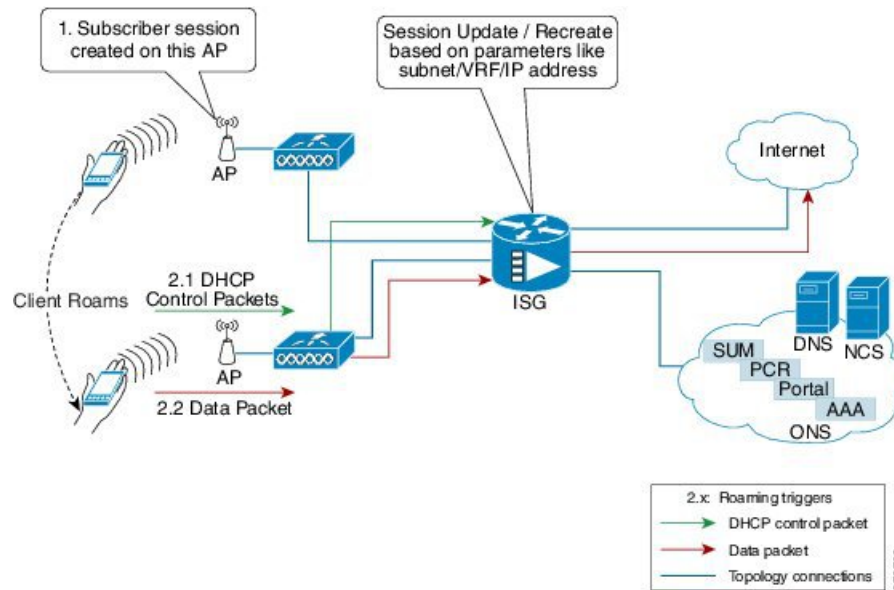 1. Subscriber session
created on this AP
Session Update / Recreate
based on parameters like
subnet/VRF/IP address
AP
Internet
Client Roams
2.1 DHCP
Control Packets
ISG
AP
2.2 Data Packet
DNS
NCS
SUM
PCR
Portal
AAA
ONS
2.x: Roaming triggers
DHCP control packet
Data packet
Topology connections